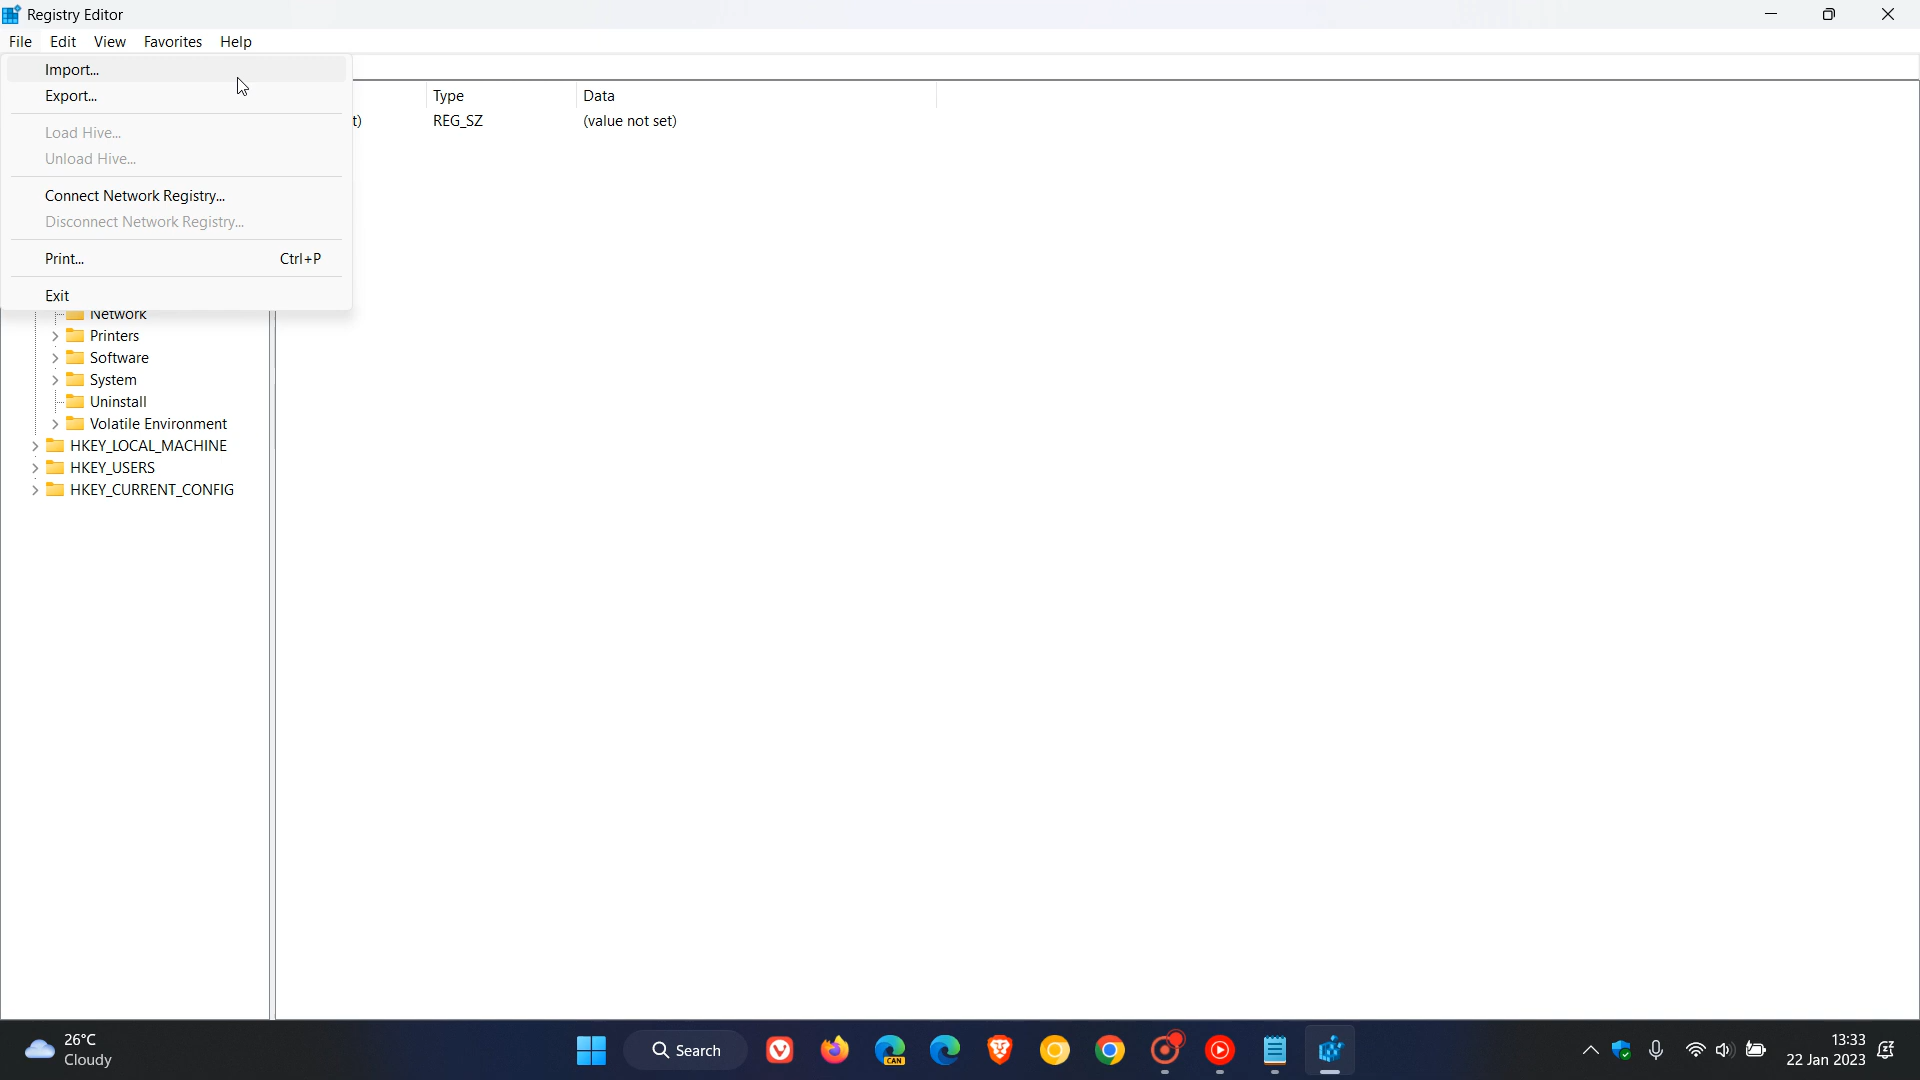 Registry Editor
File Edit View Favorites Help
Import...
Export...
Load Hive...
Unload Hive...
Connect Network Registry...
Disconnect Network Registry...
Print... Ctrl+P
Exit
Type Data
t) REG_SZ (value not set)
Network
Printers
Software
System
Uninstall
Volatile Environment
HKEY_LOCAL_MACHINE
HKEY_USERS
HKEY_CURRENT_CONFIG
26°C
Cloudy
Search
CAN
13:33
22 Jan 2023